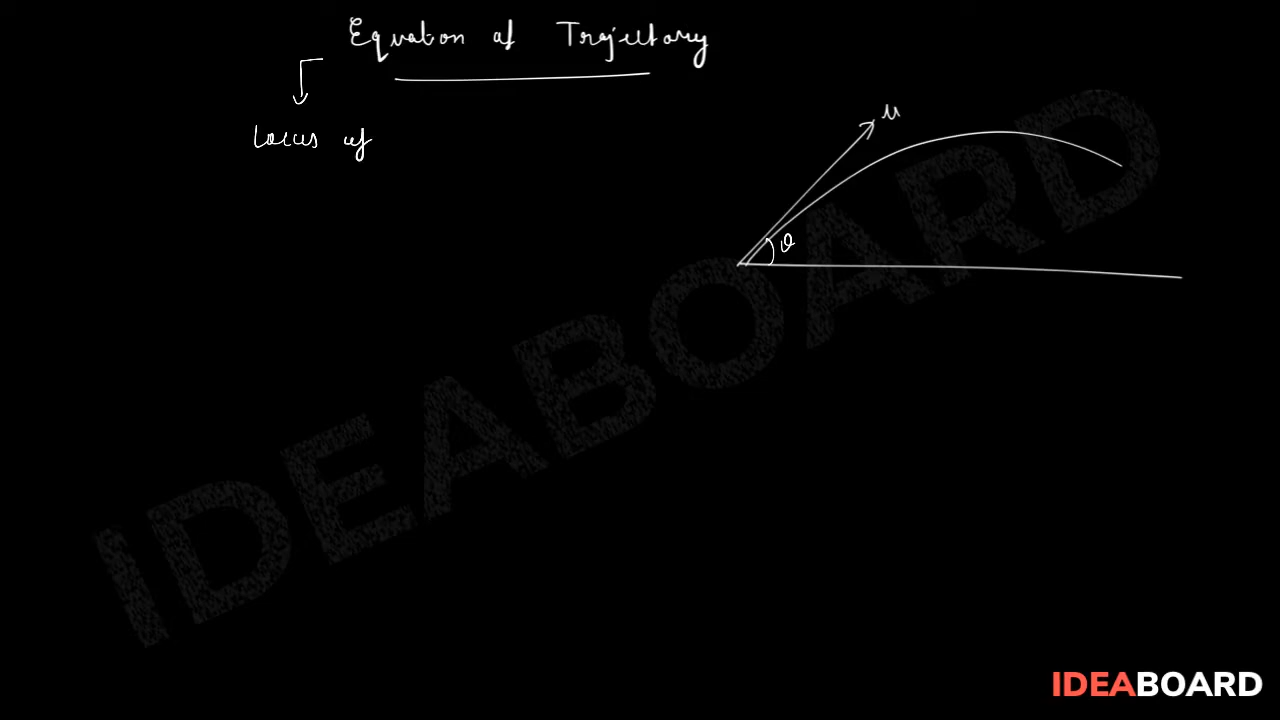 Equation of Trajectory
Locus of
u
θ
IDEABOARD
IDEABOARD